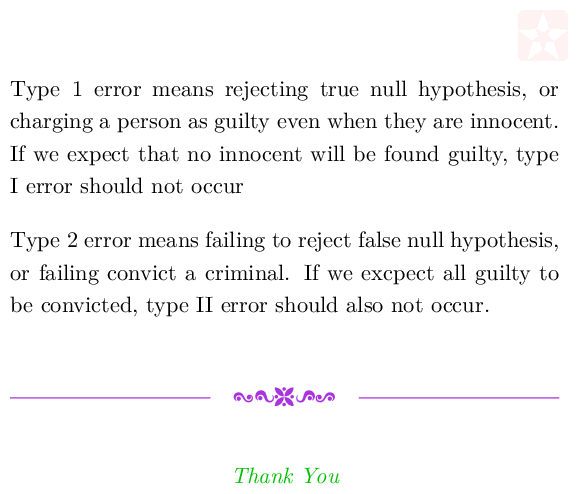 Type 1 error means rejecting true null hypothesis, or
charging a person as guilty even when they are innocent.
If we expect that no innocent will be found guilty, type
I error should not occur
Type 2 error means failing to reject false null hypothesis,
or failing convict a criminal. If we excpect all guilty to
be convicted, type II error should also not occur.
Thank You